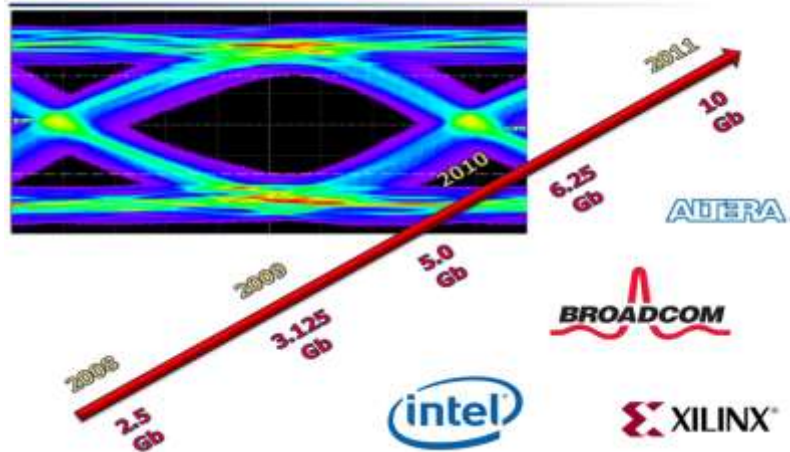 2011
10
Gb
2010
6.25
Gb
ALTERA
5.0
Gb
2009
3.125
Gb
BROADCOM
2008
2.5
Gb
intel
XILINX®